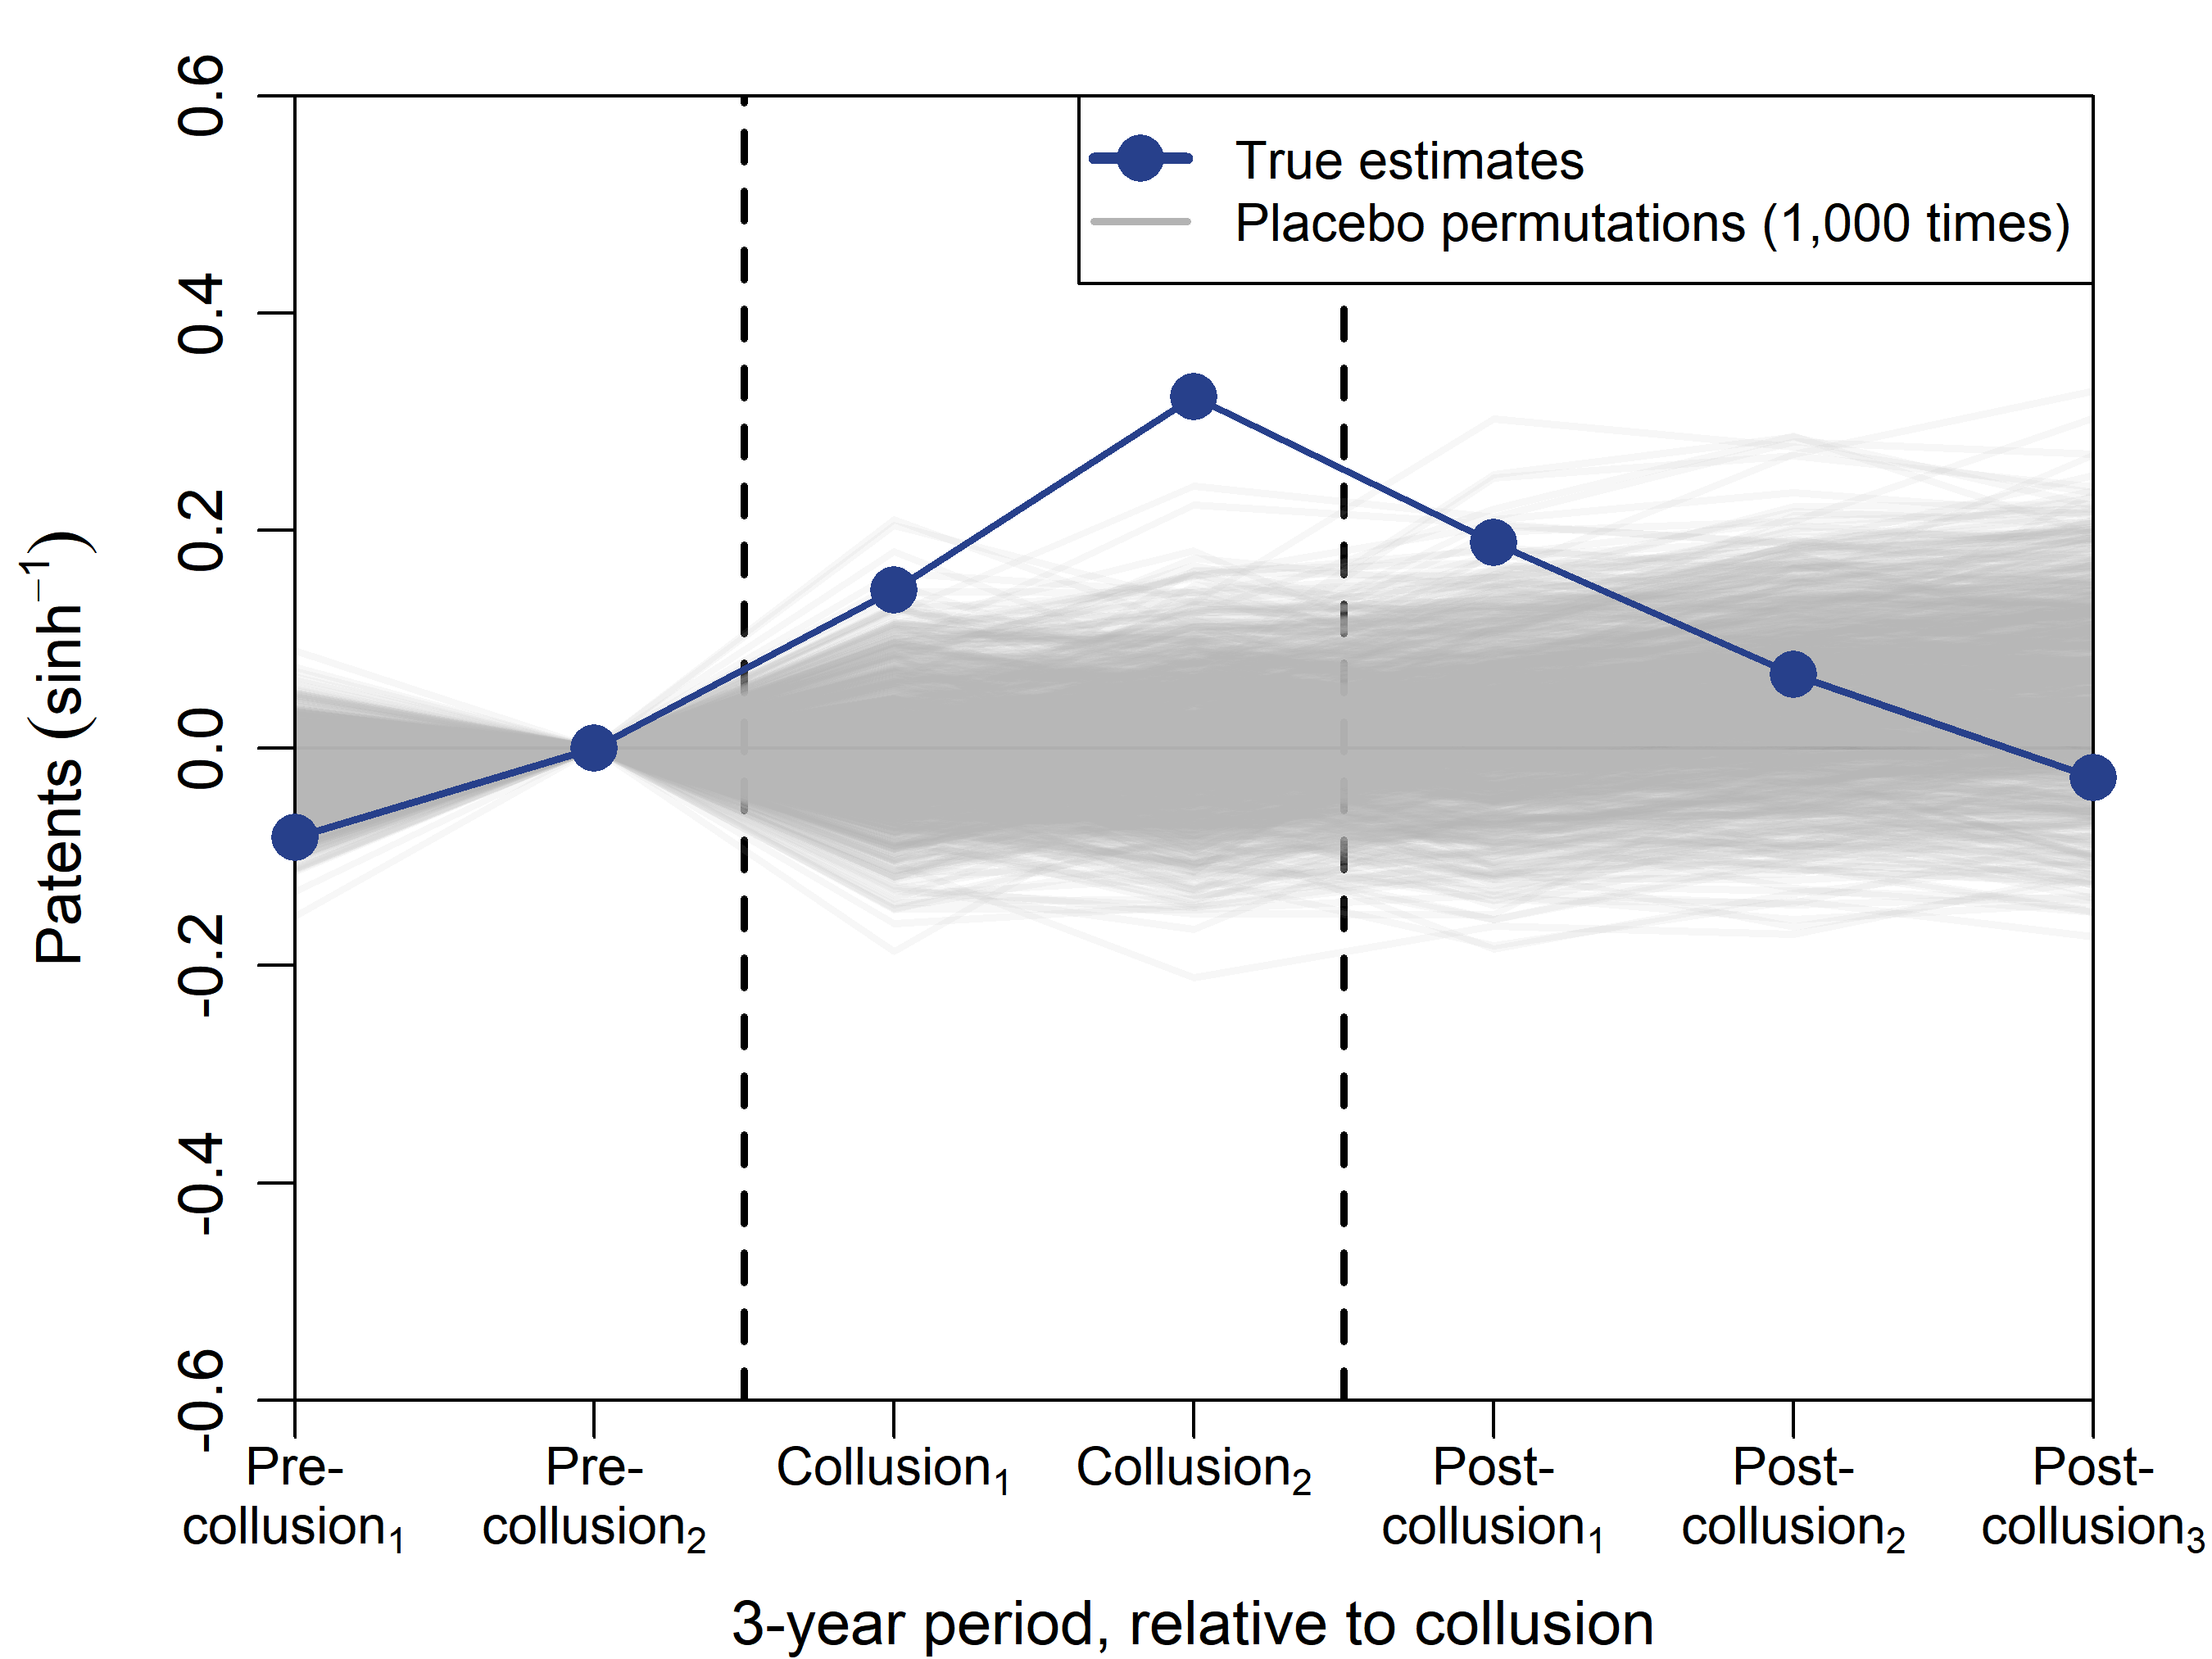 True estimates
Placebo permutations (1,000 times)
Patents (sinh⁻¹)
0.6
0.4
0.2
0.0
-0.2
-0.4
-0.6
Pre-collusion₁
Pre-collusion₂
Collusion₁
Collusion₂
Post-collusion₁
Post-collusion₂
Post-collusion₃
3-year period, relative to collusion